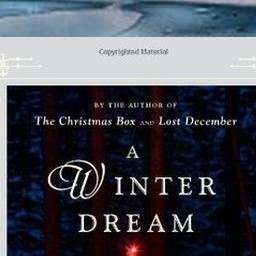 Copyrighted Material
BY THE AUTHOR OF
The Christmas Box AND Lost December
A
WINTER
DREAM